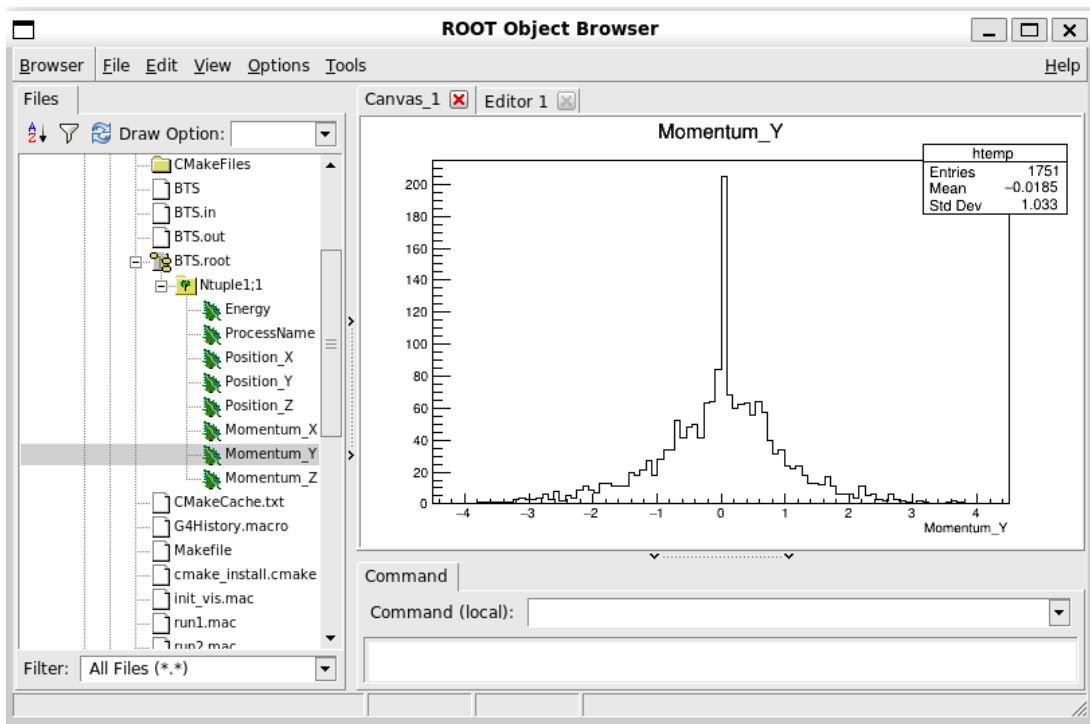 ROOT Object Browser
Browser File Edit View Options Tools Help
Files
Draw Option:
CMakeFiles
BTS
BTS.in
BTS.out
BTS.root
Ntuple1;1
Energy
ProcessName
Position_X
Position_Y
Position_Z
Momentum_X
Momentum_Y
Momentum_Z
CMakeCache.txt
G4History.macro
Makefile
cmake_install.cmake
init_vis.mac
run1.mac
run2.mac
Filter: All Files (*.*)
Canvas_1 Editor 1
Momentum_Y
htemp
Entries 1751
Mean −0.0185
Std Dev 1.033
200
180
160
140
120
100
80
60
40
20
0
−4 −3 −2 −1 0 1 2 3 4
Momentum_Y
Command
Command (local):